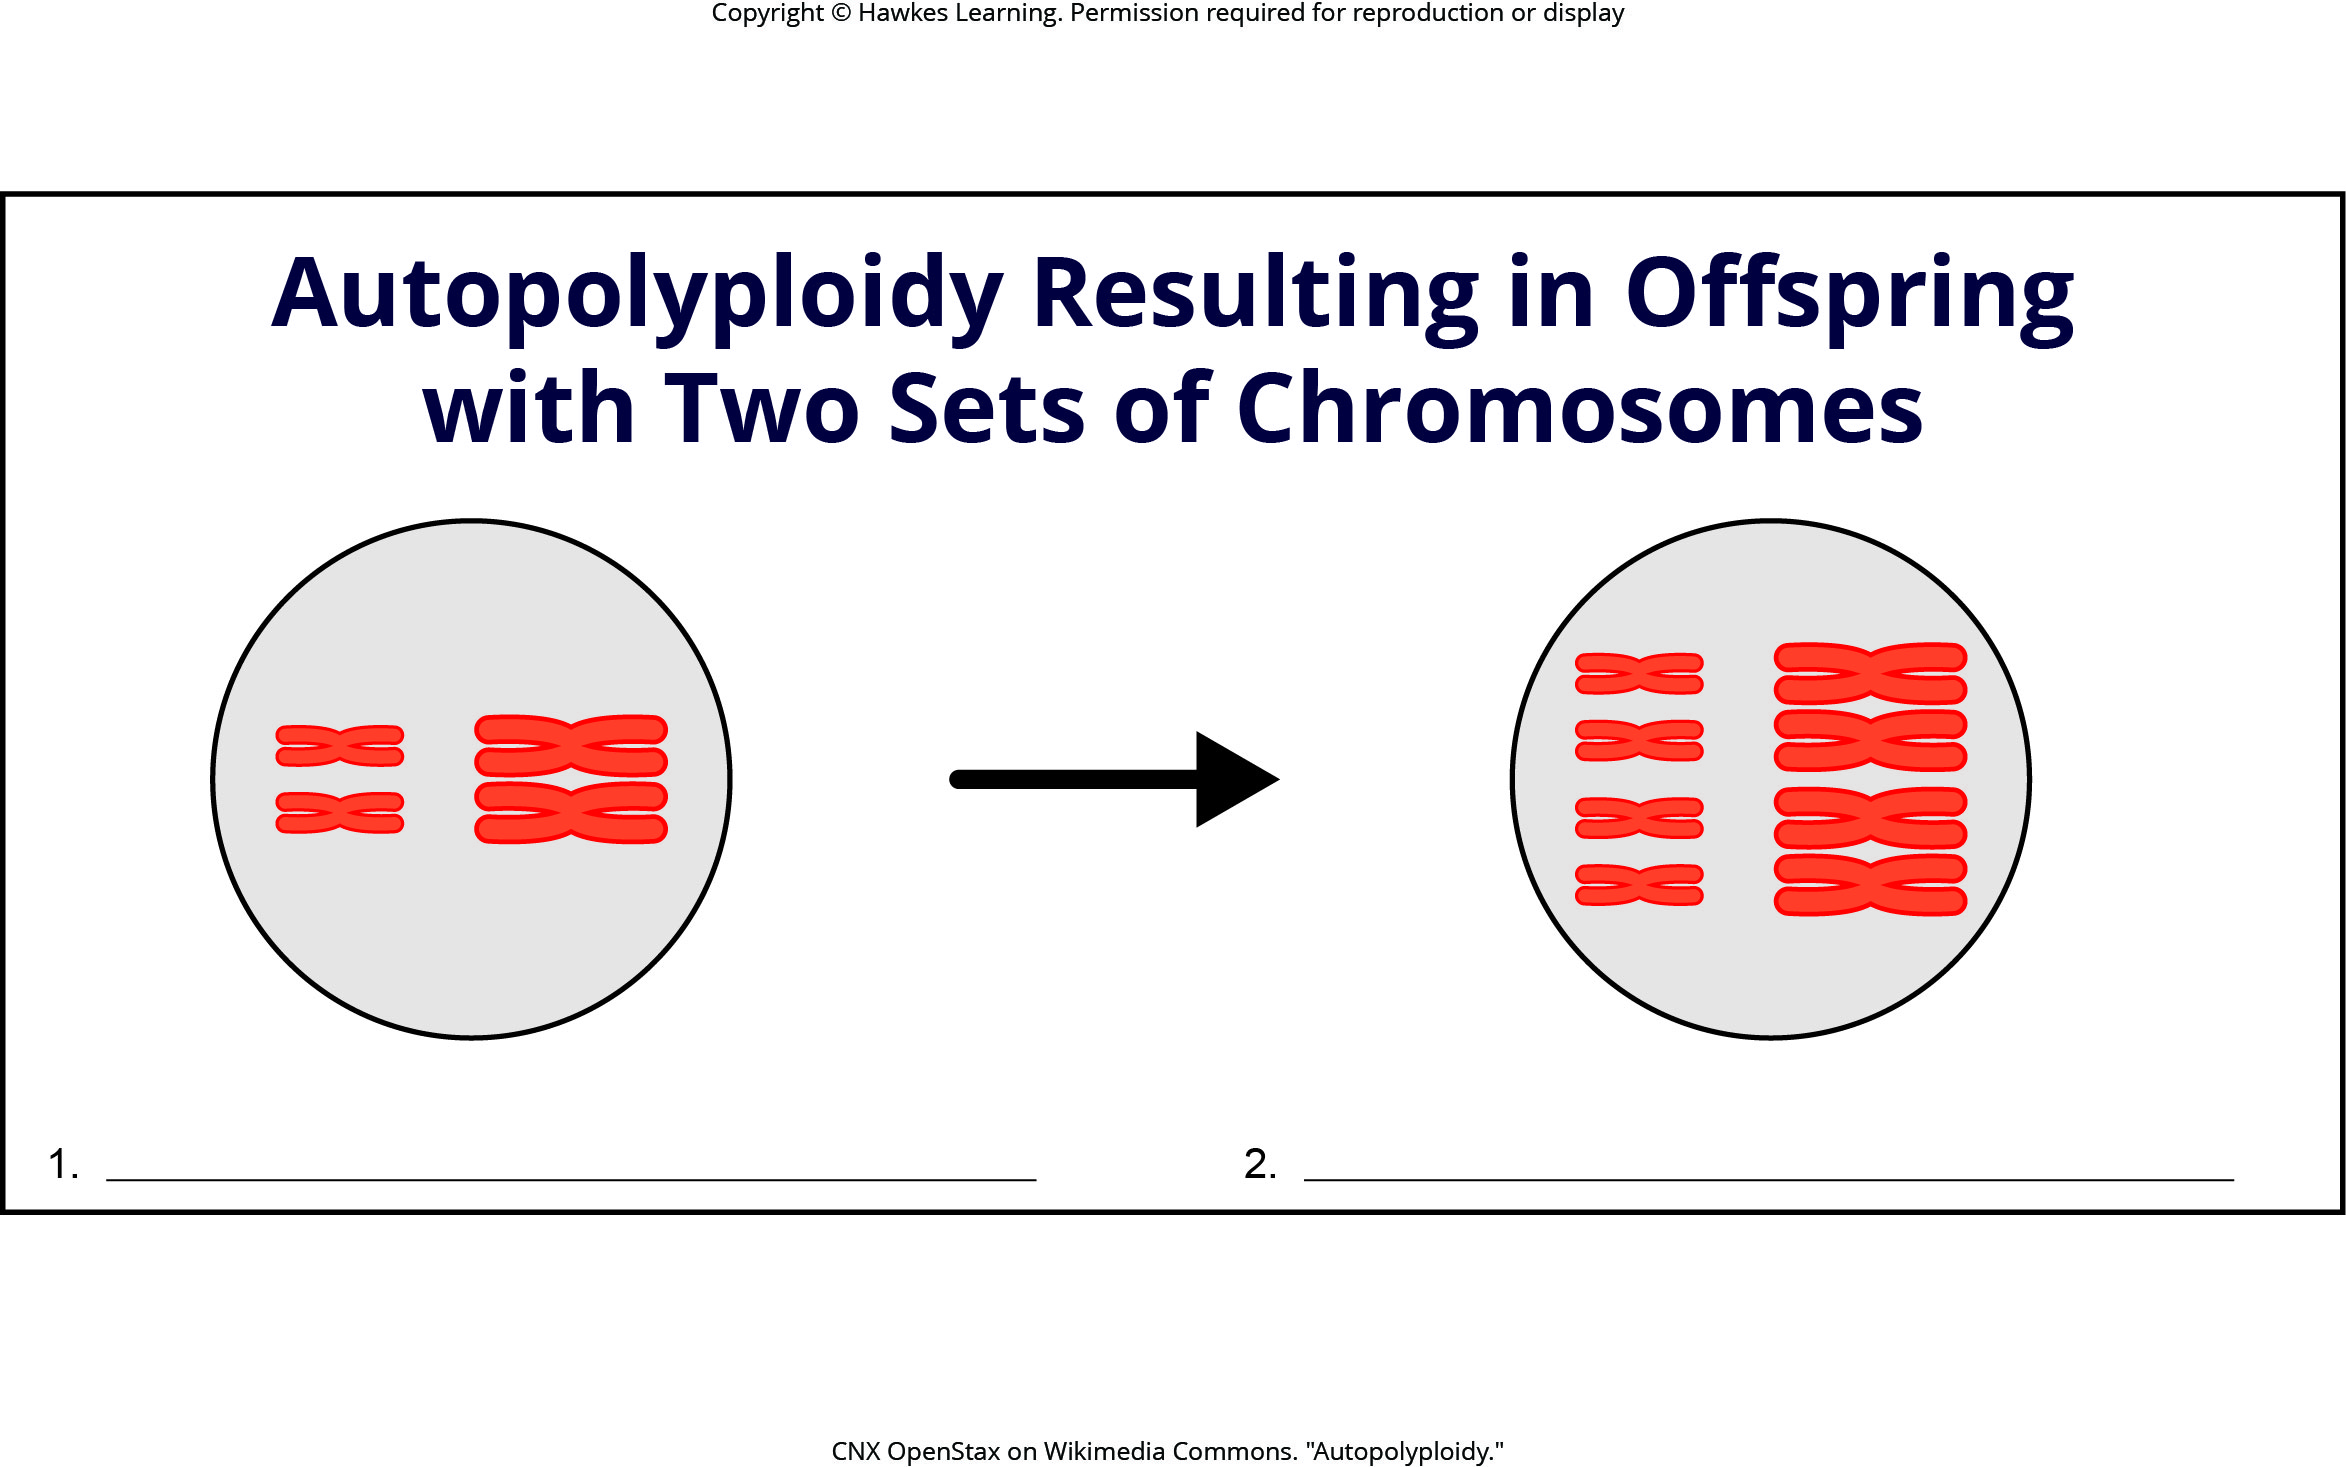 Copyright © Hawkes Learning. Permission required for reproduction or display
Autopolyploidy Resulting in Offspring
with Two Sets of Chromosomes
1.
2.
CNX OpenStax on Wikimedia Commons. "Autopolyploidy."